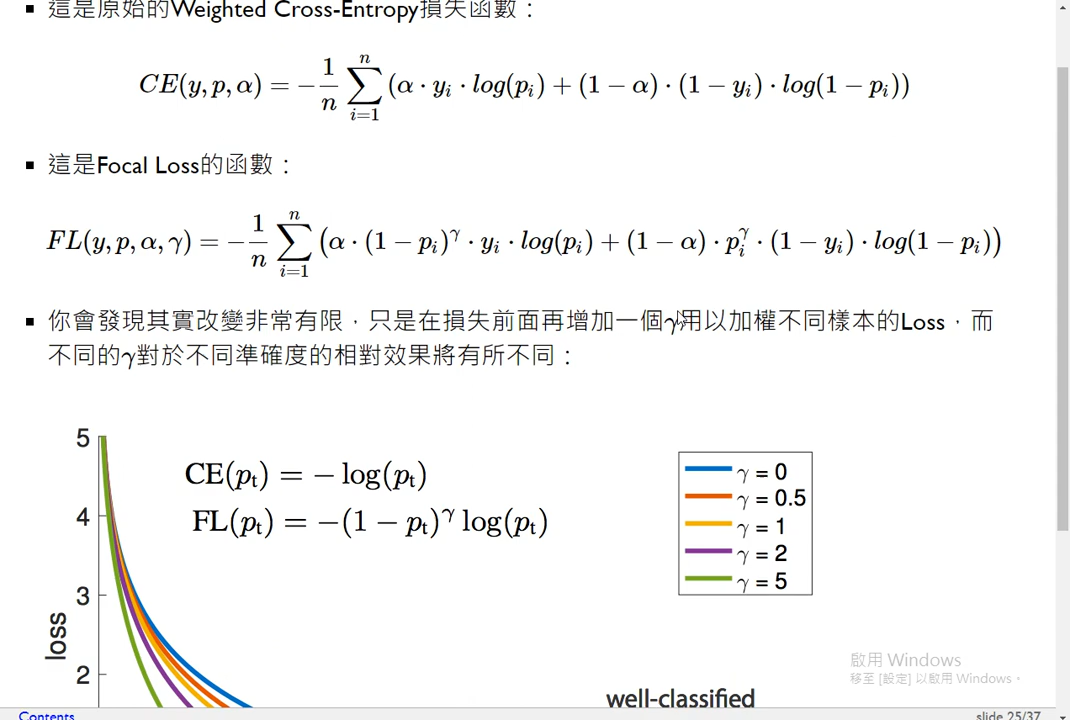 這是原始的Weighted Cross-Entropy損失函數：
CE(y, p, α) = −\frac{1}{n} \sum_{i=1}^{n} (α · y_i · log(p_i) + (1 − α) · (1 − y_i) · log(1 − p_i))
這是Focal Loss的函數：
FL(y, p, α, γ) = −\frac{1}{n} \sum_{i=1}^{n} (α · (1 − p_i)^γ · y_i · log(p_i) + (1 − α) · p_i^γ · (1 − y_i) · log(1 − p_i))
你會發現其實改變非常有限，只是在損失前面再增加一個γ用以加權不同樣本的Loss，而
不同的γ對於不同準確度的相對效果將有所不同：
5
CE(p_t) = − log(p_t)
FL(p_t) = −(1 − p_t)^γ log(p_t)
γ = 0
γ = 0.5
γ = 1
γ = 2
γ = 5
4
3
loss
2
啟用 Windows
移至 [設定] 以啟用 Windows。
well-classified
Contents
slide 25/37